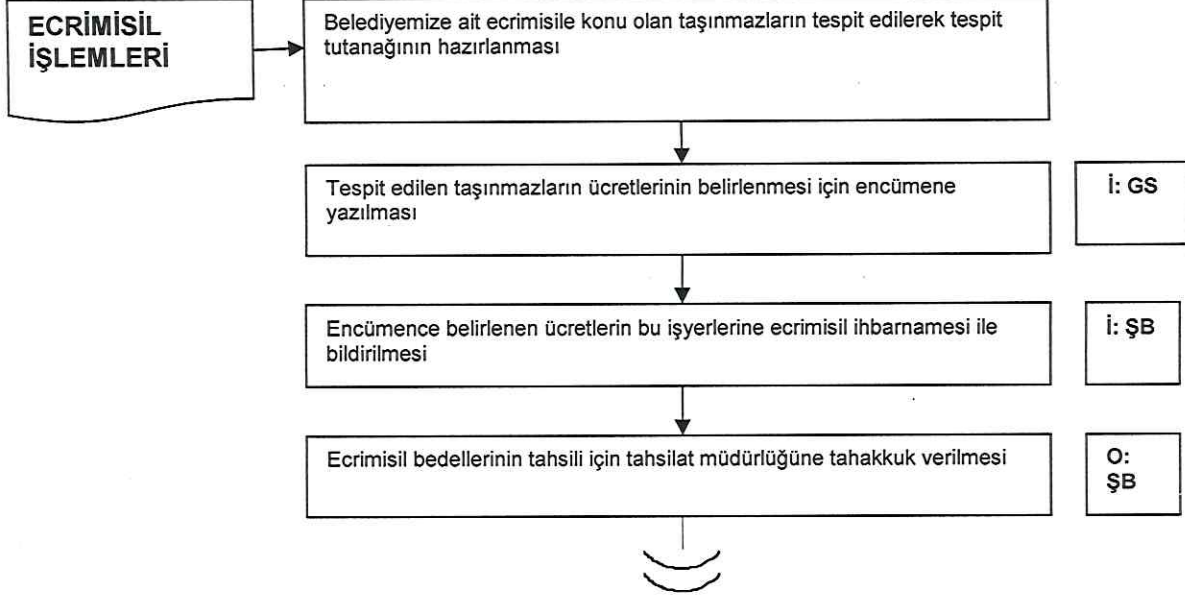 ECRİMİSİL
İŞLEMLERİ
Belediyemize ait ecrimisile konu olan taşınmazların tespit edilerek tespit
tutanağının hazırlanması
Tespit edilen taşınmazların ücretlerinin belirlenmesi için encümene
yazılması
İ: GS
Encümence belirlenen ücretlerin bu işyerlerine ecrimisil ihbarnamesi ile
bildirilmesi
İ: ŞB
Ecrimisil bedellerinin tahsili için tahsilat müdürlüğüne tahakkuk verilmesi
O:
ŞB